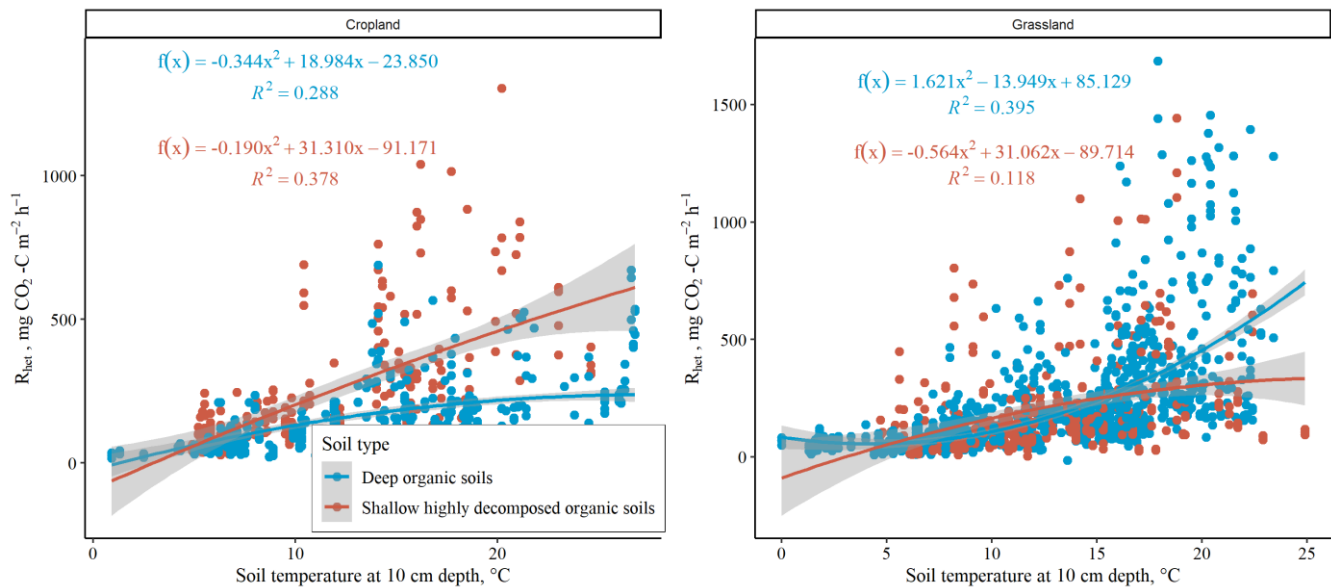 Cropland
f(x) = -0.344x² + 18.984x − 23.850
R² = 0.288
f(x) = -0.190x² + 31.310x − 91.171
R² = 0.378
R_het , mg CO₂ -C m⁻² h⁻¹
1000
500
0
0 10 20
Soil temperature at 10 cm depth, °C
Soil type
Deep organic soils
Shallow highly decomposed organic soils
Grassland
f(x) = 1.621x² − 13.949x + 85.129
R² = 0.395
f(x) = -0.564x² + 31.062x − 89.714
R² = 0.118
R_het , mg CO₂ -C m⁻² h⁻¹
1500
1000
500
0
0 5 10 15 20 25
Soil temperature at 10 cm depth, °C